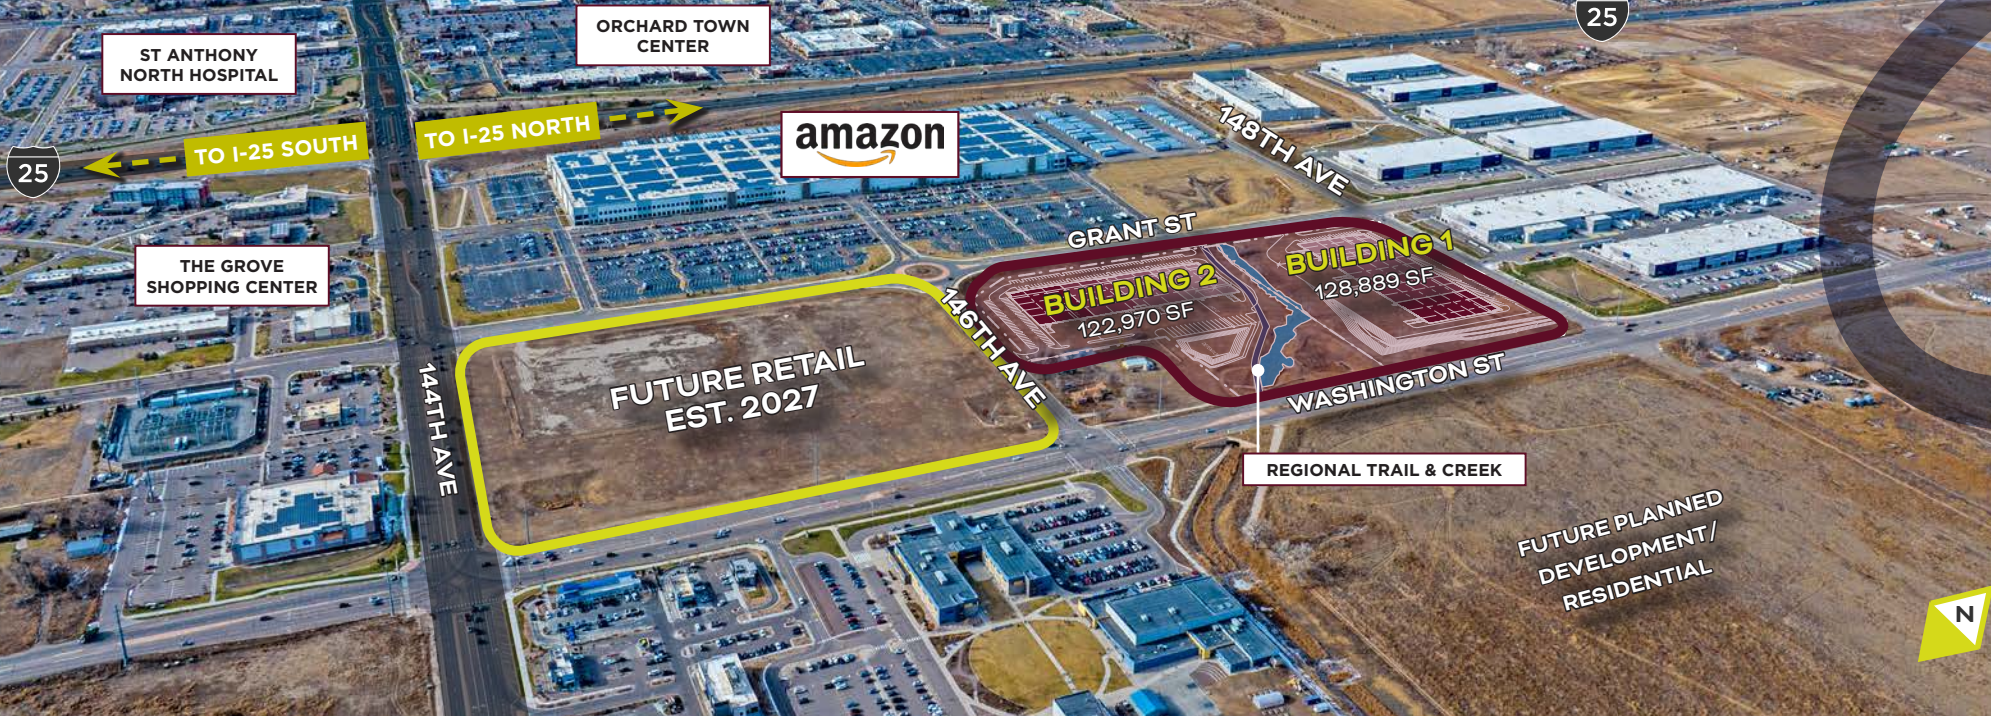 ST ANTHONY
NORTH HOSPITAL
ORCHARD TOWN
CENTER
25
25
TO I-25 SOUTH
TO I-25 NORTH
amazon
148TH AVE
THE GROVE
SHOPPING CENTER
GRANT ST
BUILDING 2
122,970 SF
BUILDING 1
128,889 SF
146TH AVE
144TH AVE
FUTURE RETAIL
EST. 2027
WASHINGTON ST
REGIONAL TRAIL & CREEK
FUTURE PLANNED
DEVELOPMENT/
RESIDENTIAL
N